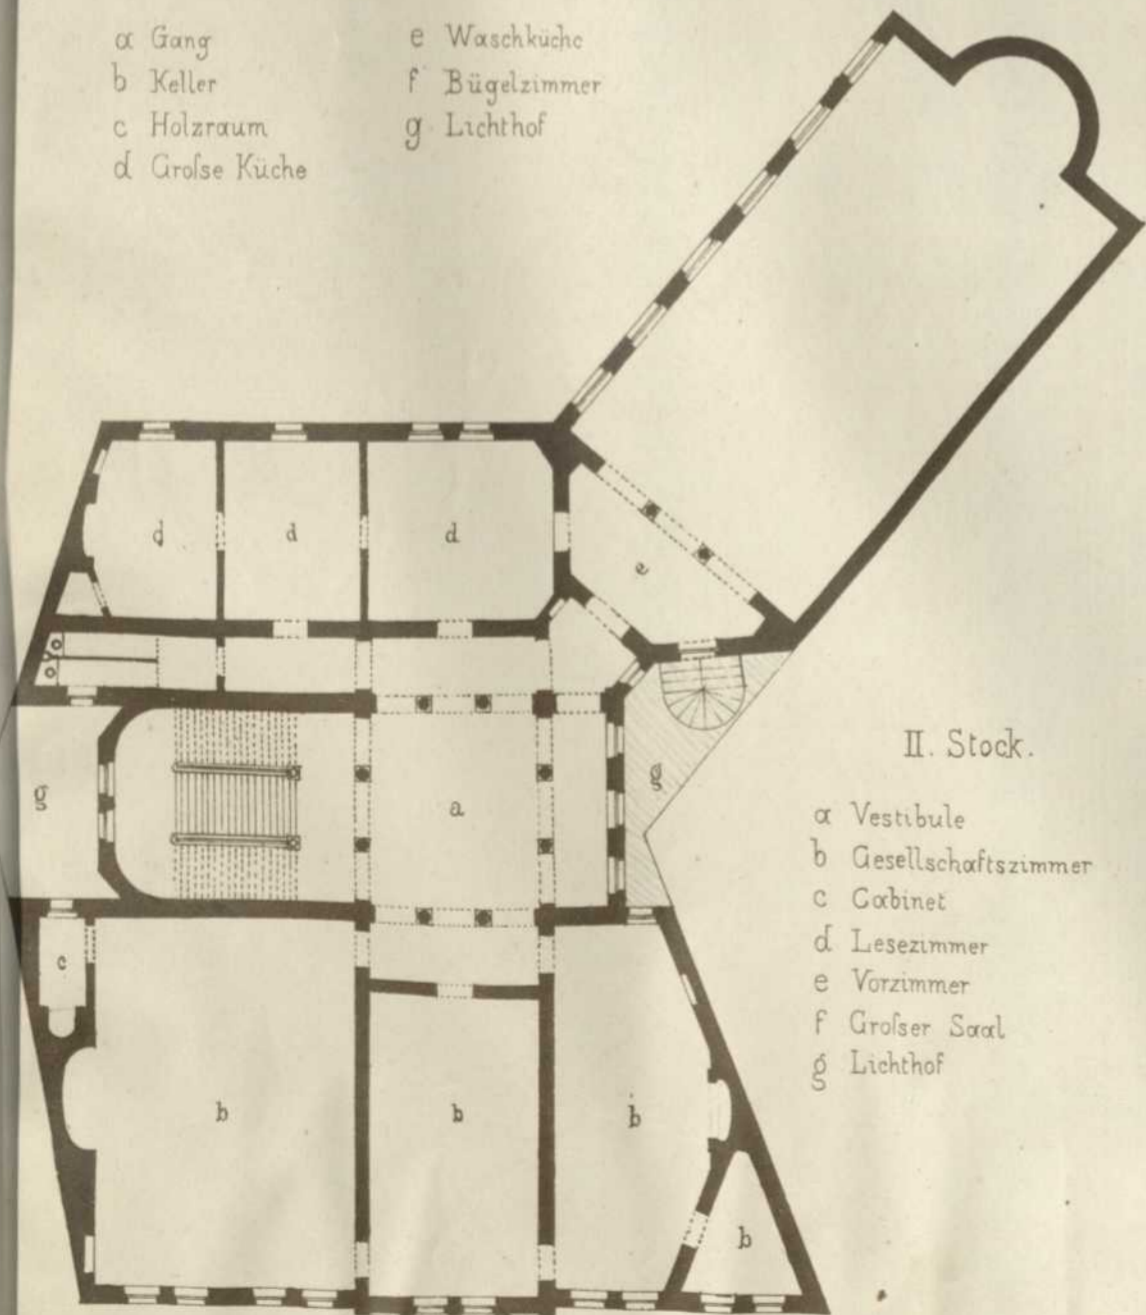 a Gang
b Keller
c Holzraum
d Groſse Küche
e Waschküche
f Bügelzimmer
g Lichthof
d
d
d
e
g
a
g
c
b
b
b
b
II. Stock.
a Vestibule
b Gesellschaftszimmer
c Cabinet
d Lesezimmer
e Vorzimmer
f Groſser Saal
g Lichthof